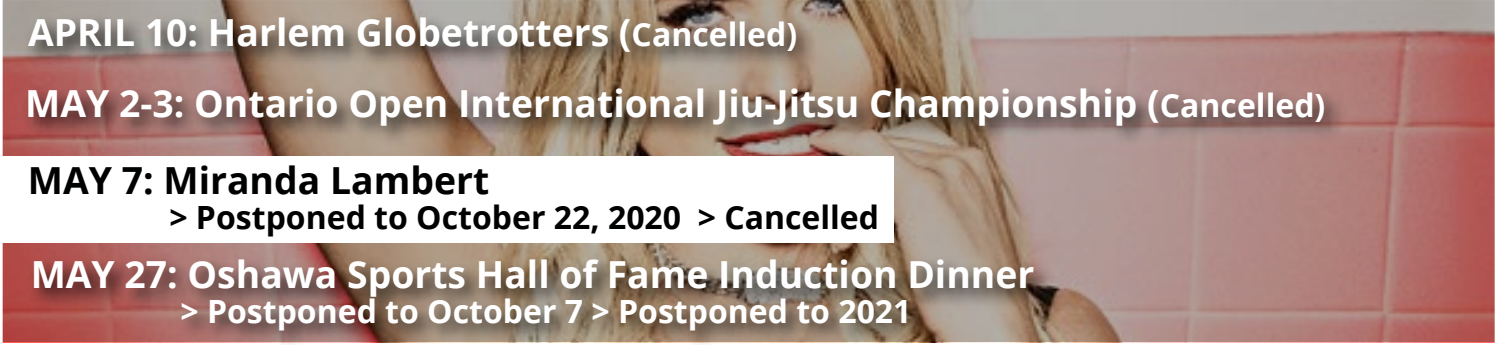 APRIL 10: Harlem Globetrotters (Cancelled)
MAY 2-3: Ontario Open International Jiu-Jitsu Championship (Cancelled)
MAY 7: Miranda Lambert
> Postponed to October 22, 2020 > Cancelled
MAY 27: Oshawa Sports Hall of Fame Induction Dinner
> Postponed to October 7 > Postponed to 2021